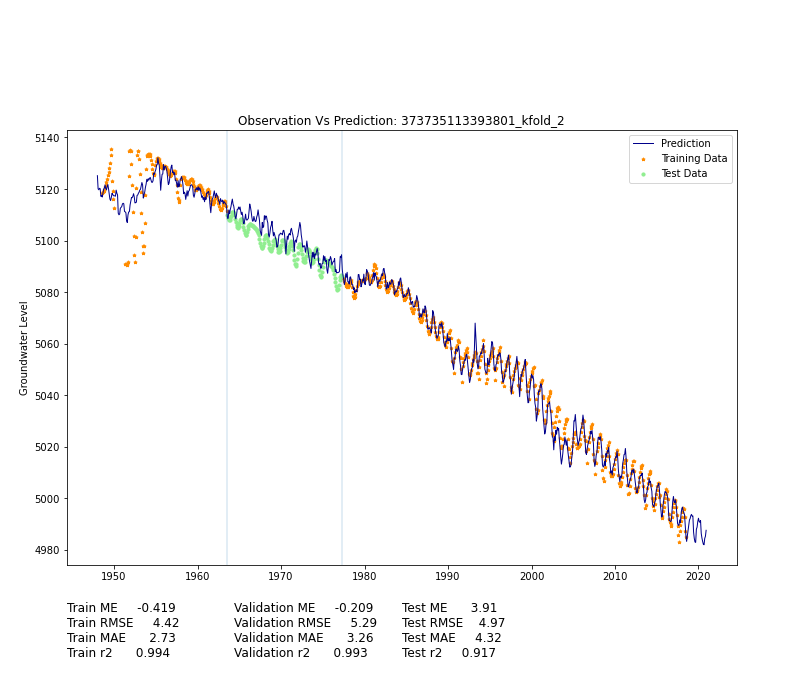 Observation Vs Prediction: 373735113393801_kfold_2
Prediction
Training Data
Test Data
Groundwater Level
5140
5120
5100
5080
5060
5040
5020
5000
4980
1950 1960 1970 1980 1990 2000 2010 2020
Train ME -0.419 Validation ME -0.209 Test ME 3.91
Train RMSE 4.42 Validation RMSE 5.29 Test RMSE 4.97
Train MAE 2.73 Validation MAE 3.26 Test MAE 4.32
Train r2 0.994 Validation r2 0.993 Test r2 0.917